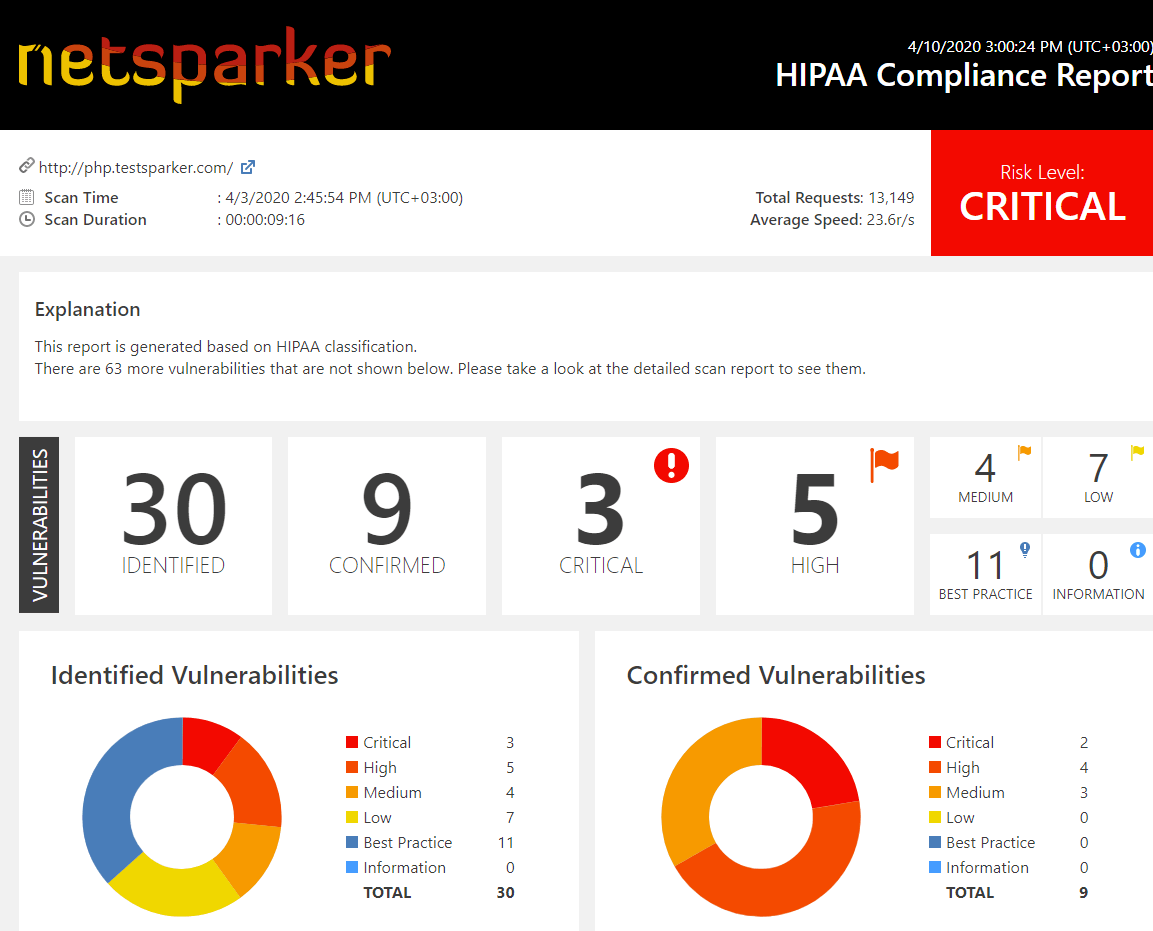 netsparker
4/10/2020 3:00:24 PM (UTC+03:00)
HIPAA Compliance Report
http://php.testsparker.com/
Scan Time : 4/3/2020 2:45:54 PM (UTC+03:00)
Scan Duration : 00:00:09:16
Total Requests: 13,149
Average Speed: 23.6r/s
Risk Level:
CRITICAL
Explanation
This report is generated based on HIPAA classification.
There are 63 more vulnerabilities that are not shown below. Please take a look at the detailed scan report to see them.
VULNERABILITIES
30
IDENTIFIED
9
CONFIRMED
3
CRITICAL
5
HIGH
4
MEDIUM
7
LOW
11
BEST PRACTICE
0
INFORMATION
Identified Vulnerabilities
Critical 3
High 5
Medium 4
Low 7
Best Practice 11
Information 0
TOTAL 30
Confirmed Vulnerabilities
Critical 2
High 4
Medium 3
Low 0
Best Practice 0
Information 0
TOTAL 9